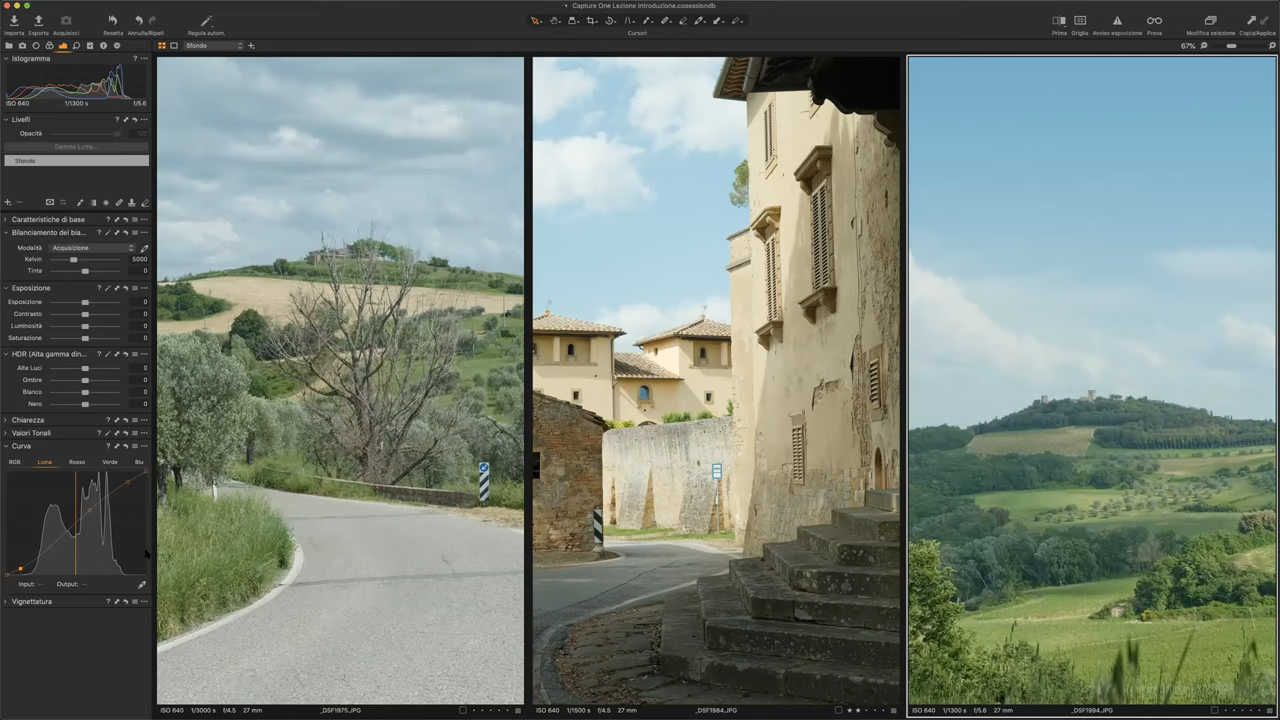 Capture One Lezione Introduzione.cosessiondb
Importa Esporta Acquisisci Resetta Annulla/Ripeti Regola autom. Cursori Prima Griglia Avviso esposizione Prova Modifica selezione Copia/Applica
Sfondo
67%
Istogramma
ISO 640 1/1300 s f/5.6
Livelli
Opacità 100
Gamma Luma...
Sfondo
Caratteristiche di base
Bilanciamento del bia...
Modalità Acquisizione
Kelvin 5000
Tinta 0
Esposizione
Esposizione 0
Contrasto 0
Luminosità 0
Saturazione 0
HDR (Alta gamma din...
Alte Luci 0
Ombre 0
Bianco 0
Nero 0
Chiarezza
Valori Tonali
Curva
RGB Luma Rosso Verde Blu
Input: -- Output: --
Vignettatura
ISO 640 1/3000 s f/4.5 27 mm _DSF1975.JPG
ISO 640 1/1500 s f/4.5 27 mm _DSF1984.JPG
ISO 640 1/1300 s f/5.6 27 mm _DSF1994.JPG